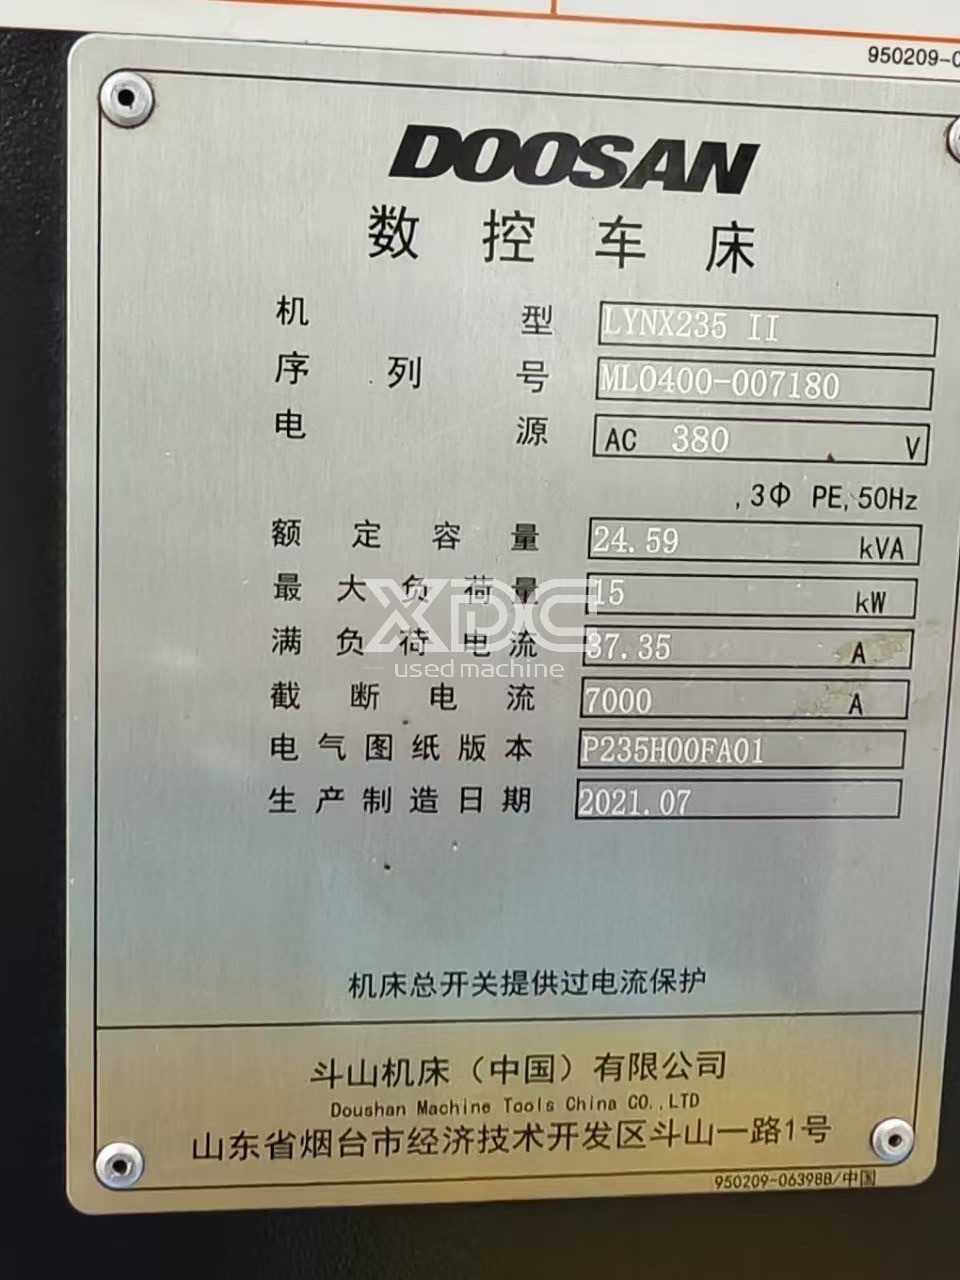 950209-0
DOOSAN
数控车床
机型 LYNX235 II
序列号 ML0400-007180
电源 AC 380 V
,3Φ PE,50Hz
额定容量 24.59 kVA
最大负荷量 15 kW
满负荷电流 37.35 A
截断电流 7000 A
电气图纸版本 P235H00FA01
生产制造日期 2021.07
XDC
used machine
机床总开关提供过电流保护
斗山机床（中国）有限公司
Doushan Machine Tools China CO.,LTD
山东省烟台市经济技术开发区斗山一路1号
950209-06398B/中国